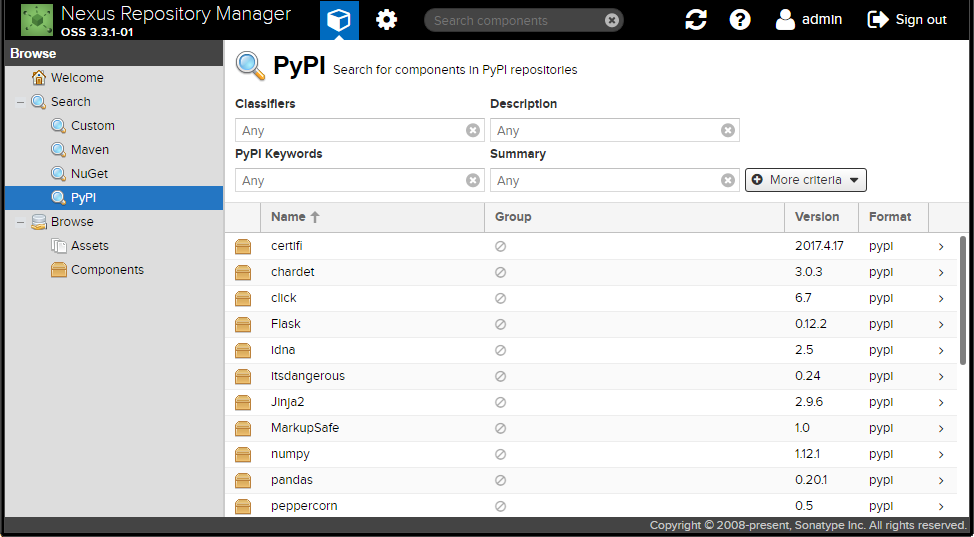 Nexus Repository Manager
OSS 3.3.1-01
Search components
admin
Sign out
Browse
Welcome
Search
Custom
Maven
NuGet
PyPI
Browse
Assets
Components
PyPI Search for components in PyPI repositories
Classifiers Description
Any Any
PyPI Keywords Summary
Any Any More criteria
Name Group Version Format
certifi 2017.4.17 pypi
chardet 3.0.3 pypi
click 6.7 pypi
Flask 0.12.2 pypi
idna 2.5 pypi
itsdangerous 0.24 pypi
Jinja2 2.9.6 pypi
MarkupSafe 1.0 pypi
numpy 1.12.1 pypi
pandas 0.20.1 pypi
peppercorn 0.5 pypi
Copyright © 2008-present, Sonatype Inc. All rights reserved.